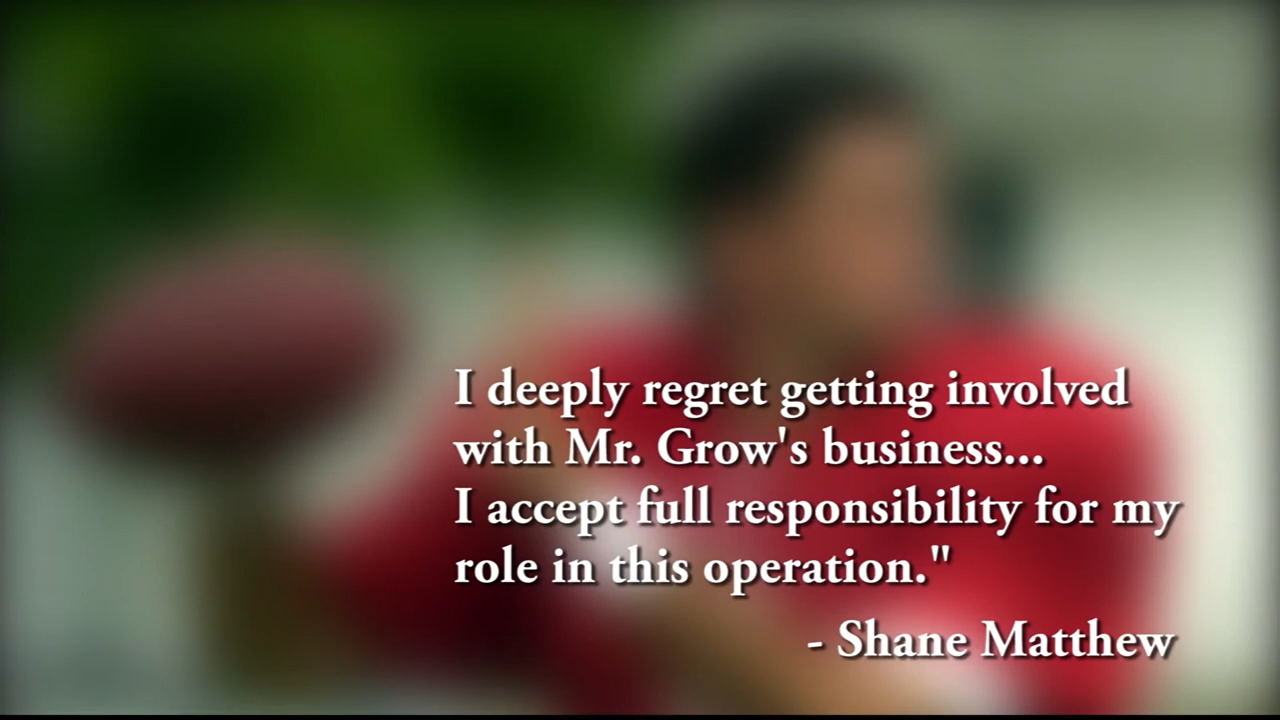 I deeply regret getting involved
with Mr. Grow's business...
I accept full responsibility for my
role in this operation."
- Shane Matthew